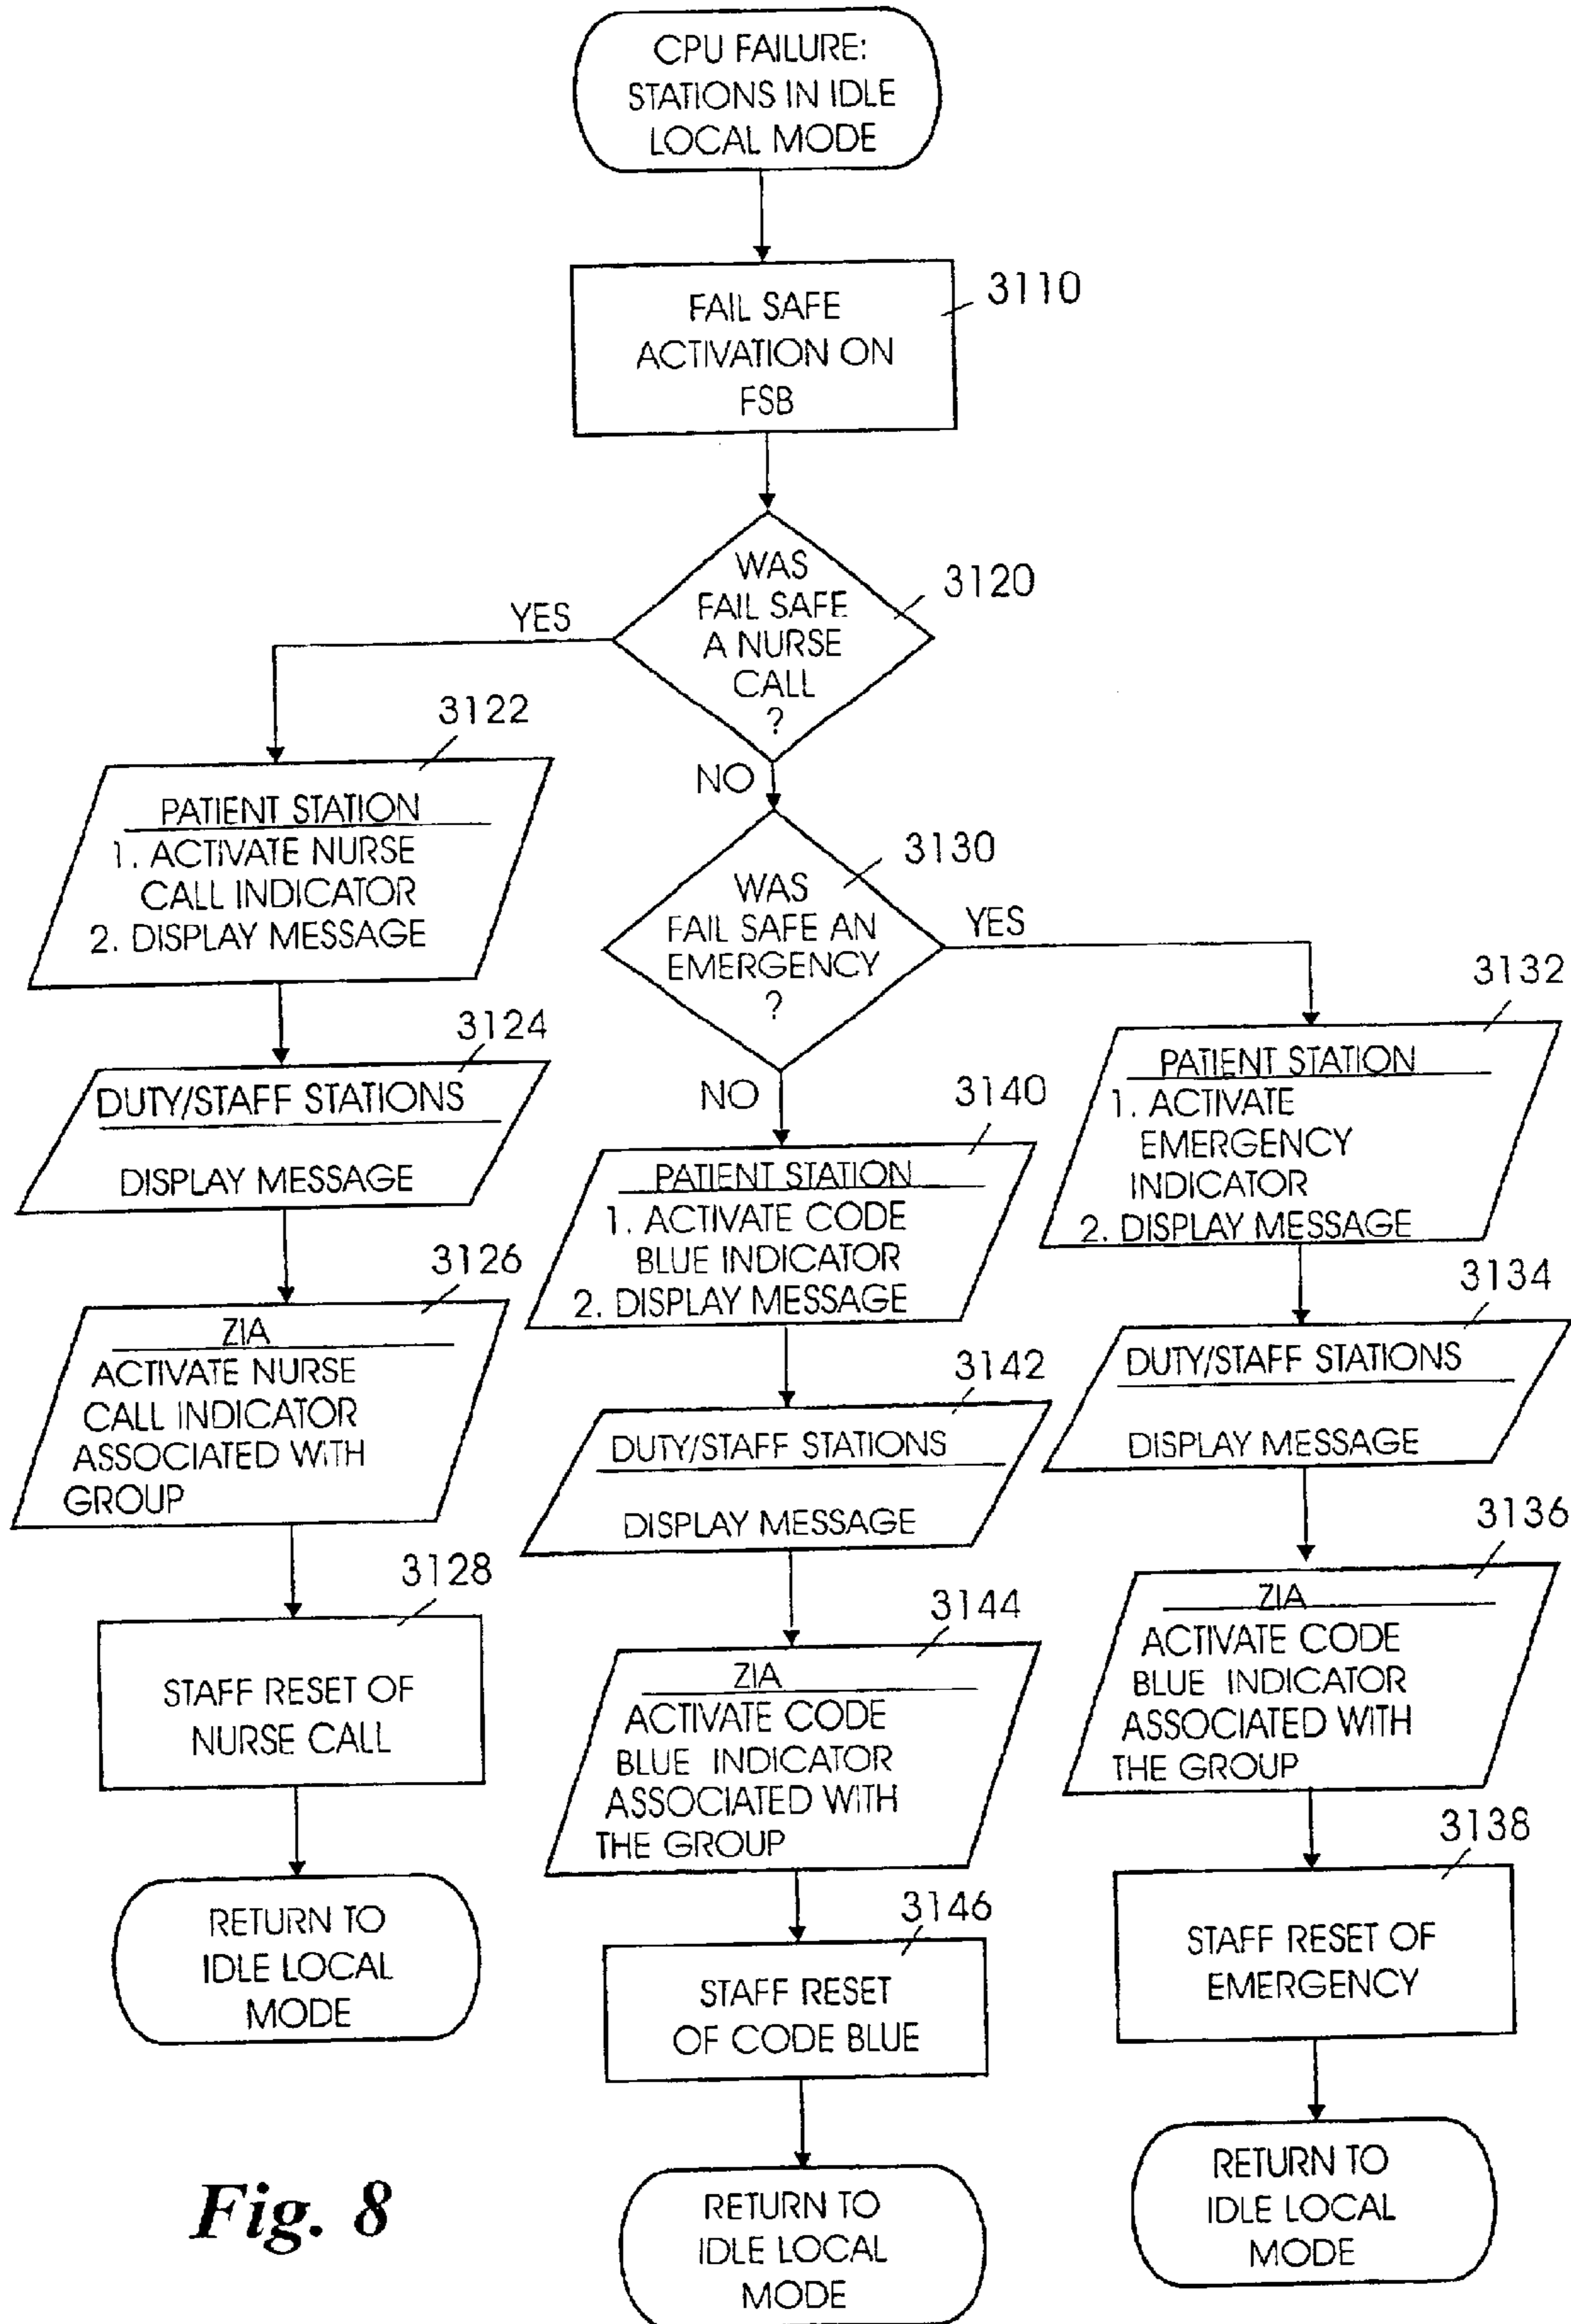 CPU FAILURE:
STATIONS IN IDLE
LOCAL MODE
FAIL SAFE
ACTIVATION ON
FSB
3110
WAS
FAIL SAFE
A NURSE
CALL
?
3120
YES
NO
3122
PATIENT STATION
1. ACTIVATE NURSE
CALL INDICATOR
2. DISPLAY MESSAGE
3124
DUTY/STAFF STATIONS
DISPLAY MESSAGE
3126
ZIA
ACTIVATE NURSE
CALL INDICATOR
ASSOCIATED WITH
GROUP
3128
STAFF RESET OF
NURSE CALL
RETURN TO
IDLE LOCAL
MODE
3130
WAS
FAIL SAFE AN
EMERGENCY
?
YES
NO
3140
PATIENT STATION
1. ACTIVATE CODE
BLUE INDICATOR
2. DISPLAY MESSAGE
3142
DUTY/STAFF STATIONS
DISPLAY MESSAGE
3144
ZIA
ACTIVATE CODE
BLUE INDICATOR
ASSOCIATED WITH
THE GROUP
3146
STAFF RESET
OF CODE BLUE
RETURN TO
IDLE LOCAL
MODE
3132
PATIENT STATION
1. ACTIVATE
EMERGENCY
INDICATOR
2. DISPLAY MESSAGE
3134
DUTY/STAFF STATIONS
DISPLAY MESSAGE
3136
ZIA
ACTIVATE CODE
BLUE INDICATOR
ASSOCIATED WITH
THE GROUP
3138
STAFF RESET OF
EMERGENCY
RETURN TO
IDLE LOCAL
MODE
Fig. 8